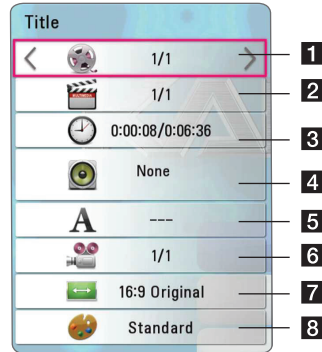 Title
1/1 1
1/1 2
0:00:08/0:06:36 3
None 4
A --- 5
1/1 6
16:9 Original 7
Standard 8